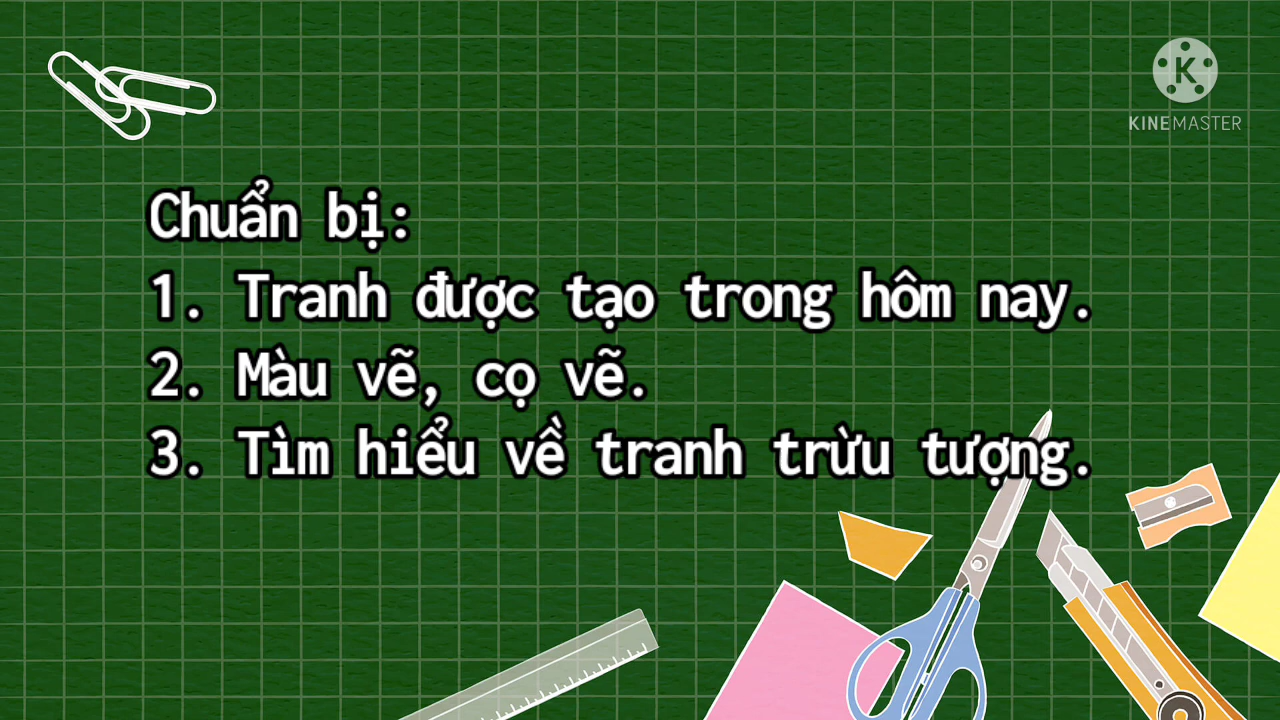 KINEMASTER
Chuẩn bị:
1. Tranh được tạo trong hôm nay.
2. Màu vẽ, cọ vẽ.
3. Tìm hiểu về tranh trừu tượng.